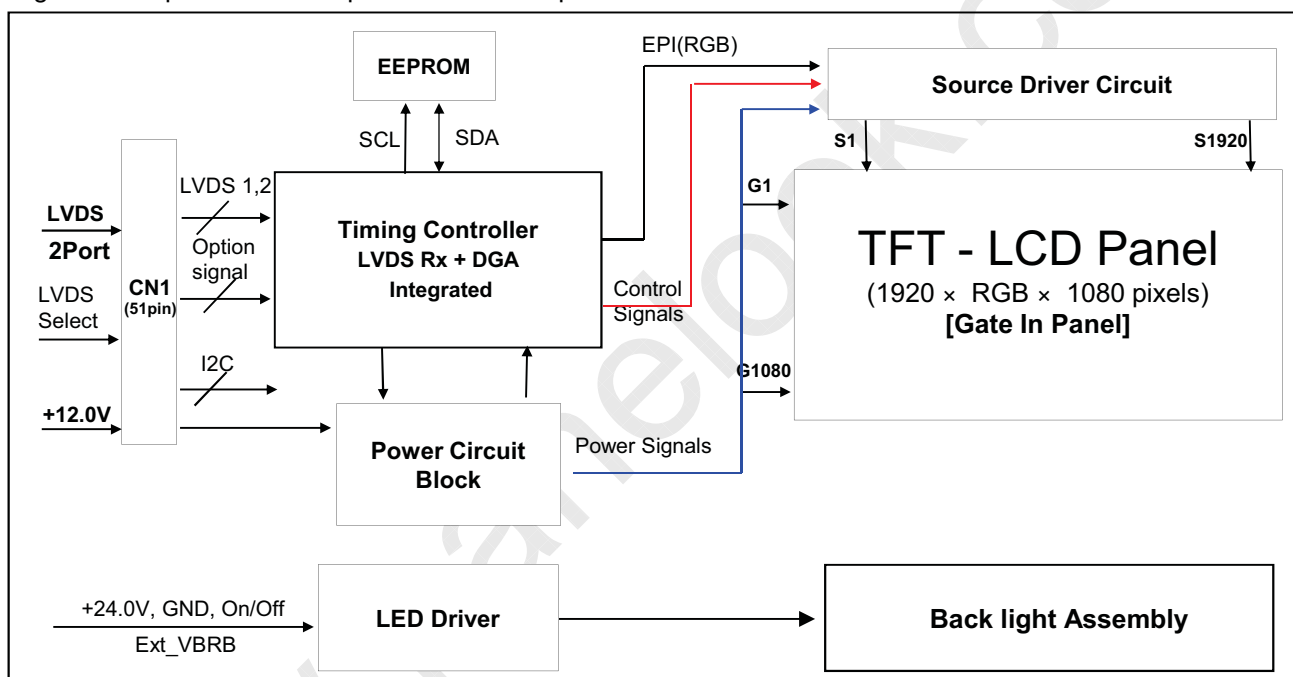 EPI(RGB)
EEPROM
Source Driver Circuit
SCL
SDA
S1
S1920
LVDS 1,2
G1
LVDS
2Port
Timing Controller
LVDS Rx + DGA
Integrated
TFT - LCD Panel
(1920 × RGB × 1080 pixels)
[Gate In Panel]
Option
signal
CN1
(51pin)
LVDS
Select
Control
Signals
I2C
G1080
+12.0V
Power Circuit
Block
Power Signals
+24.0V, GND, On/Off
Ext_VBRB
LED Driver
Back light Assembly